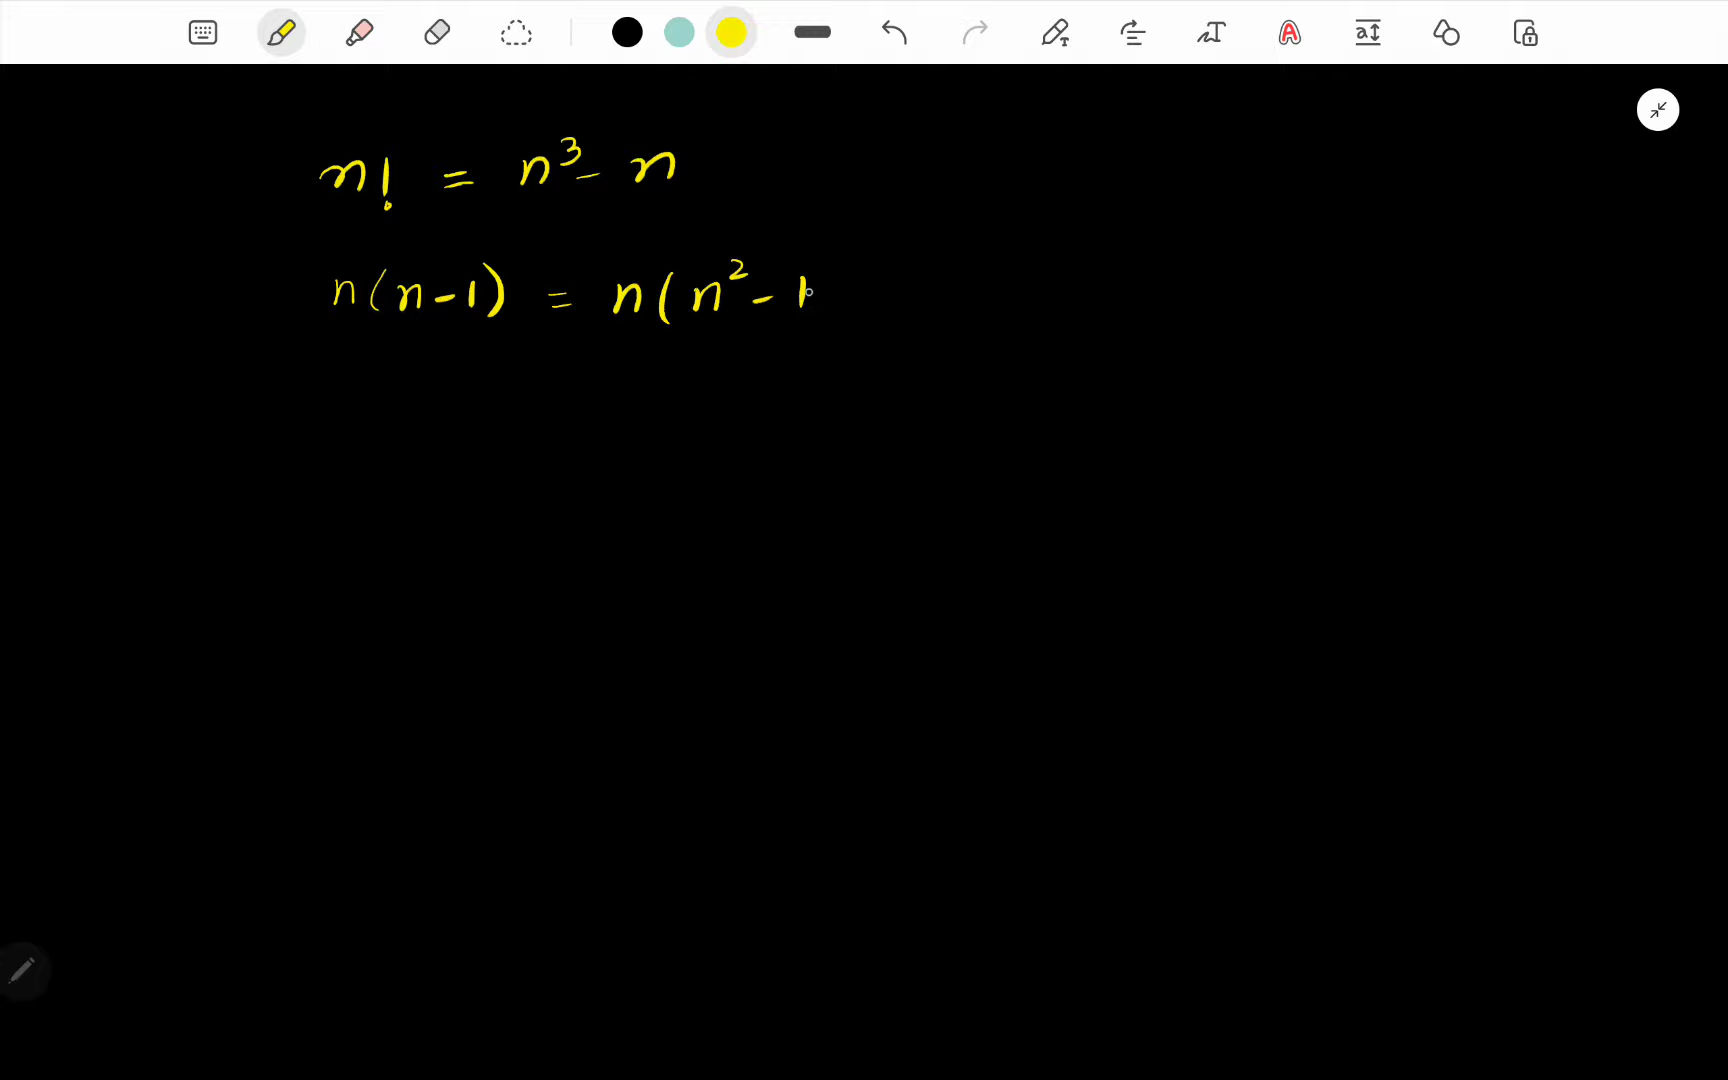 n! = n³ - n
n(n-1) = n(n² - 1